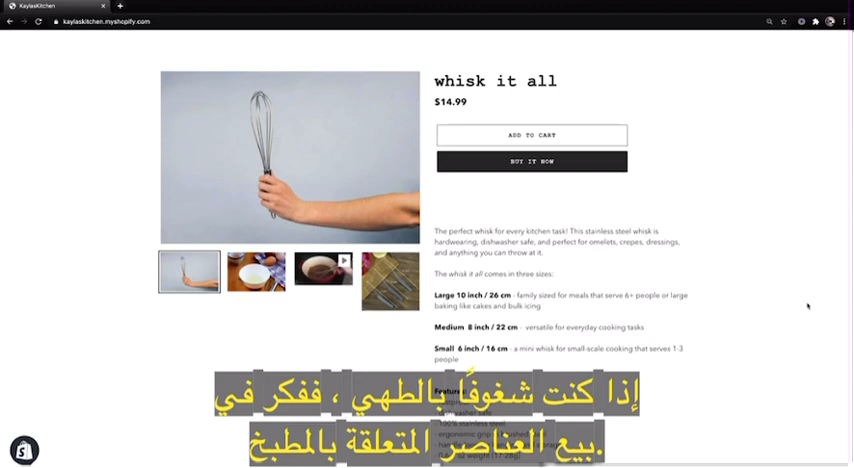 KaylasKitchen
kaylaskitchen.myshopify.com
whisk it all
$14.99
ADD TO CART
BUY IT NOW
The perfect whisk for every kitchen task! This stainless steel whisk is
hardwearing, dishwasher safe, and perfect for omelets, crepes, dressings,
and anything you can throw at it.
The whisk it all comes in three sizes:
Large 10 inch / 26 cm - family sized for meals that serve 6+ people or large
baking like cakes and bulk icing
Medium 8 inch / 22 cm - versatile for everyday cooking tasks
Small 6 inch / 16 cm - a mini whisk for small-scale cooking that serves 1-3
people
إذا كنت شغوفًا بالطهي ، ففكر في
بيع العناصر المتعلقة بالمطبخ.